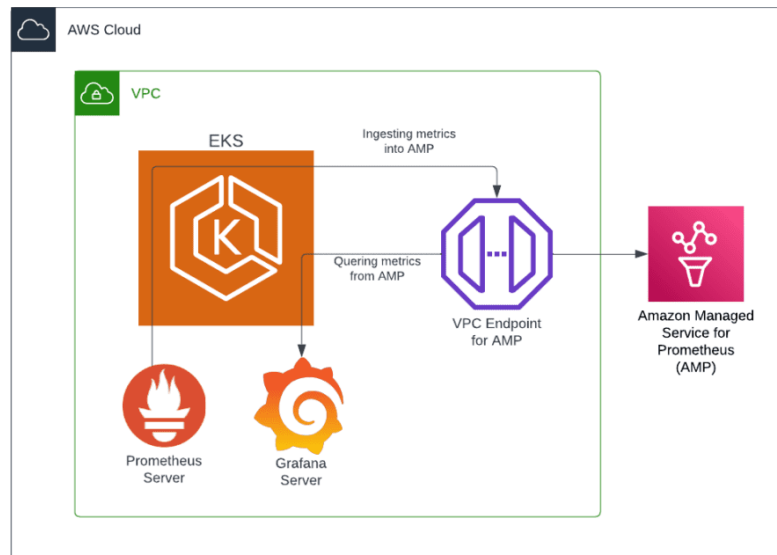 AWS Cloud
VPC
EKS
Ingesting metrics
into AMP
K
Quering metrics
from AMP
VPC Endpoint
for AMP
Amazon Managed
Service for
Prometheus
(AMP)
Prometheus
Server
Grafana
Server